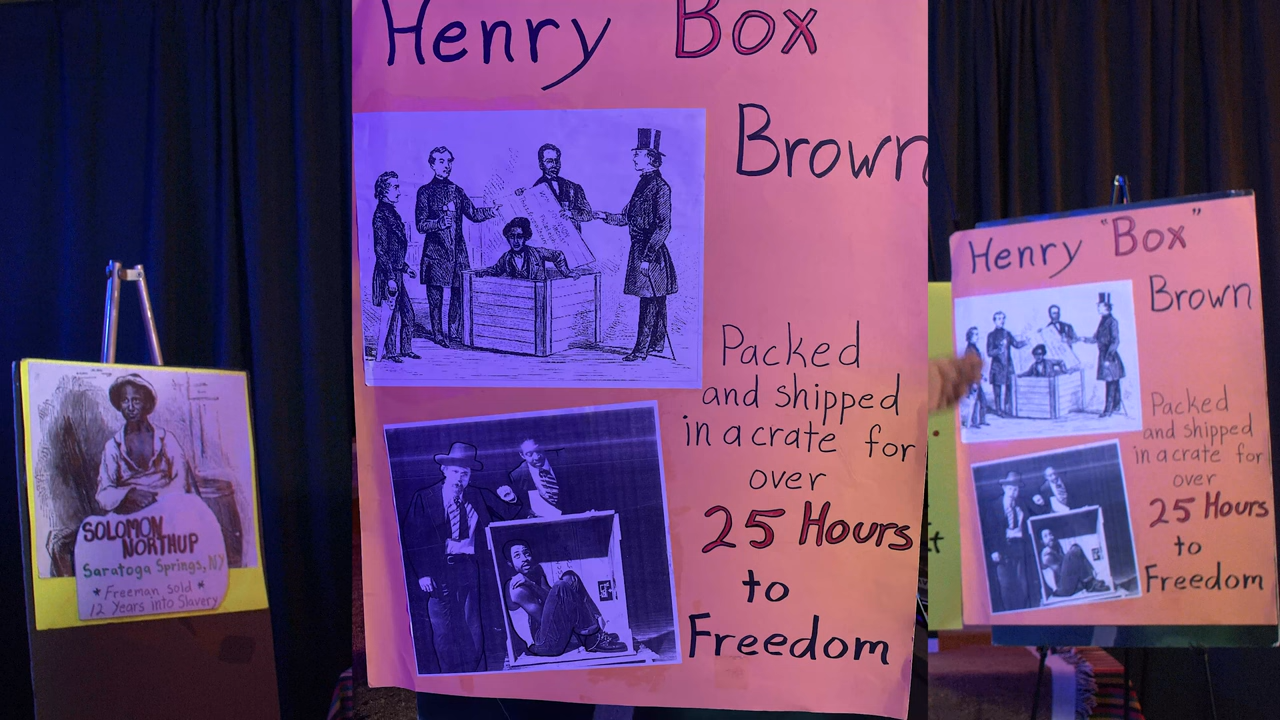 SOLOMON
NORTHUP
Saratoga Springs, NY
* Freeman sold *
12 Years into Slavery
Henry Box
Brown
Packed
and shipped
in a crate for
over
25 Hours
to
Freedom
Henry "Box"
Brown
Packed
and shipped
in a crate for
over
25 Hours
to
Freedom